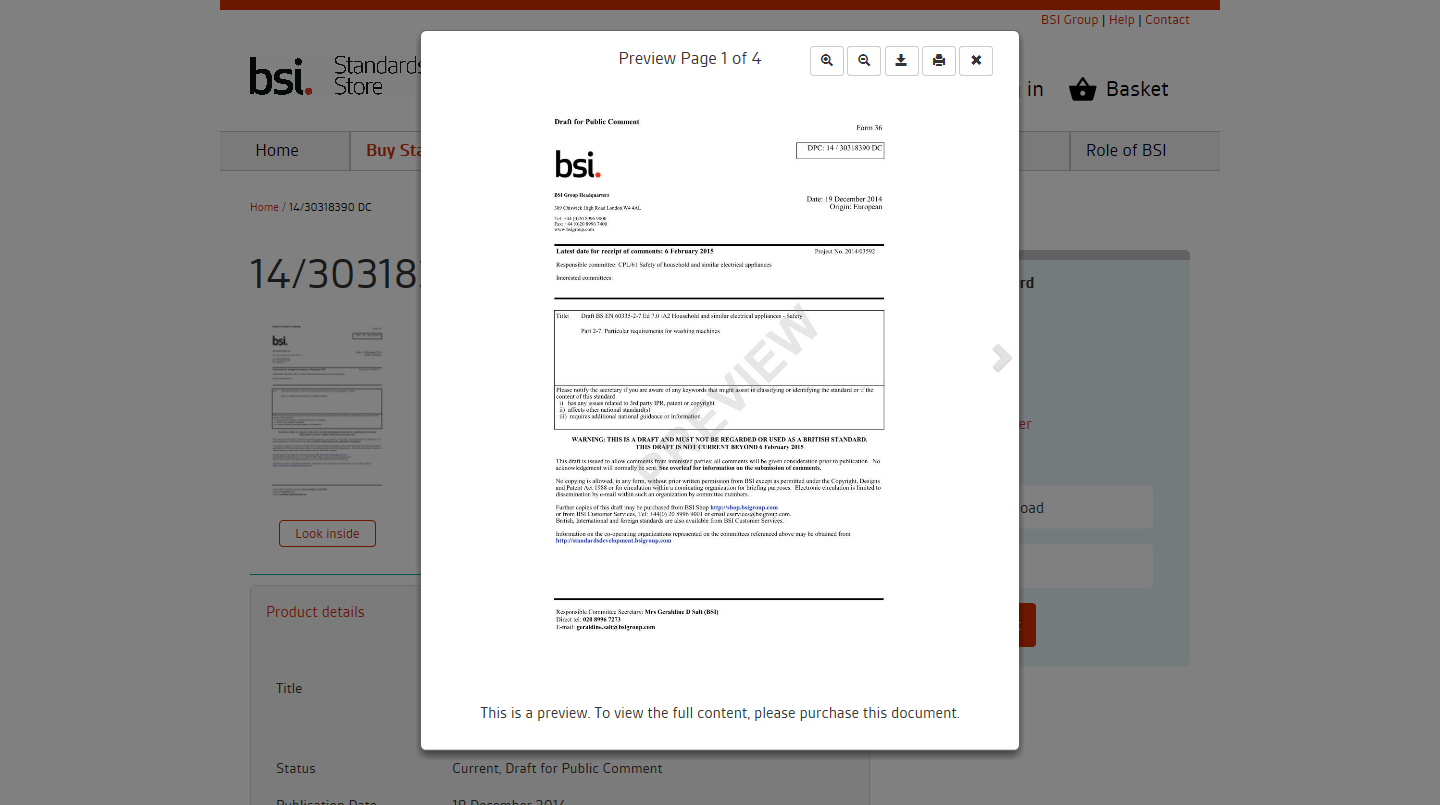 BSI Group | Help | Contact
bsi. Standards
Store
in
Basket
Home
Buy Sta
Role of BSI
Home / 14/30318390 DC
14/30318
rd
er
oad
Look inside
Product details
Title
Status
Current, Draft for Public Comment
Publication Date
19 December 2014
Preview Page 1 of 4
Draft for Public Comment
Form 36
DPC: 14 / 30318390 DC
bsi.
BSI Group Headquarters
389 Chiswick High Road London W4 4AL
Tel: +44 (0)20 8996 9000
Fax: +44 (0)20 8996 7400
www.bsigroup.com
Date: 19 December 2014
Origin: European
Latest date for receipt of comments: 6 February 2015
Project No. 2014/03592
Responsible committee: CPL/61 Safety of household and similar electrical appliances
Interested committees:
Title: Draft BS EN 60335-2-7 Ed 7.0 /A2 Household and similar electrical appliances - Safety
Part 2-7: Particular requirements for washing machines
Please notify the secretary if you are aware of any keywords that might assist in classifying or identifying the standard or if the
content of this standard
i) has any issues related to 3rd party IPR, patent or copyright
ii) affects other national standard(s)
iii) requires additional national guidance or information
WARNING: THIS IS A DRAFT AND MUST NOT BE REGARDED OR USED AS A BRITISH STANDARD.
THIS DRAFT IS NOT CURRENT BEYOND 6 February 2015
This draft is issued to allow comments from interested parties; all comments will be given consideration prior to publication. No
acknowledgement will normally be sent. See overleaf for information on the submission of comments.
No copying is allowed, in any form, without prior written permission from BSI except as permitted under the Copyright, Designs
and Patent Act 1988 or for circulation within a nominating organization for briefing purposes. Electronic circulation is limited to
dissemination by e-mail within such an organization by committee members.
Further copies of this draft may be purchased from BSI Shop http://shop.bsigroup.com
or from BSI Customer Services, Tel: +44(0) 20 8996 9001 or email cservices@bsigroup.com.
British, International and foreign standards are also available from BSI Customer Services.
Information on the co-operating organizations represented on the committees referenced above may be obtained from
http://standardsdevelopment.bsigroup.com
Responsible Committee Secretary: Mrs Geraldine D Salt (BSI)
Direct tel: 020 8996 7273
E-mail: geraldine.salt@bsigroup.com
PREVIEW
This is a preview. To view the full content, please purchase this document.